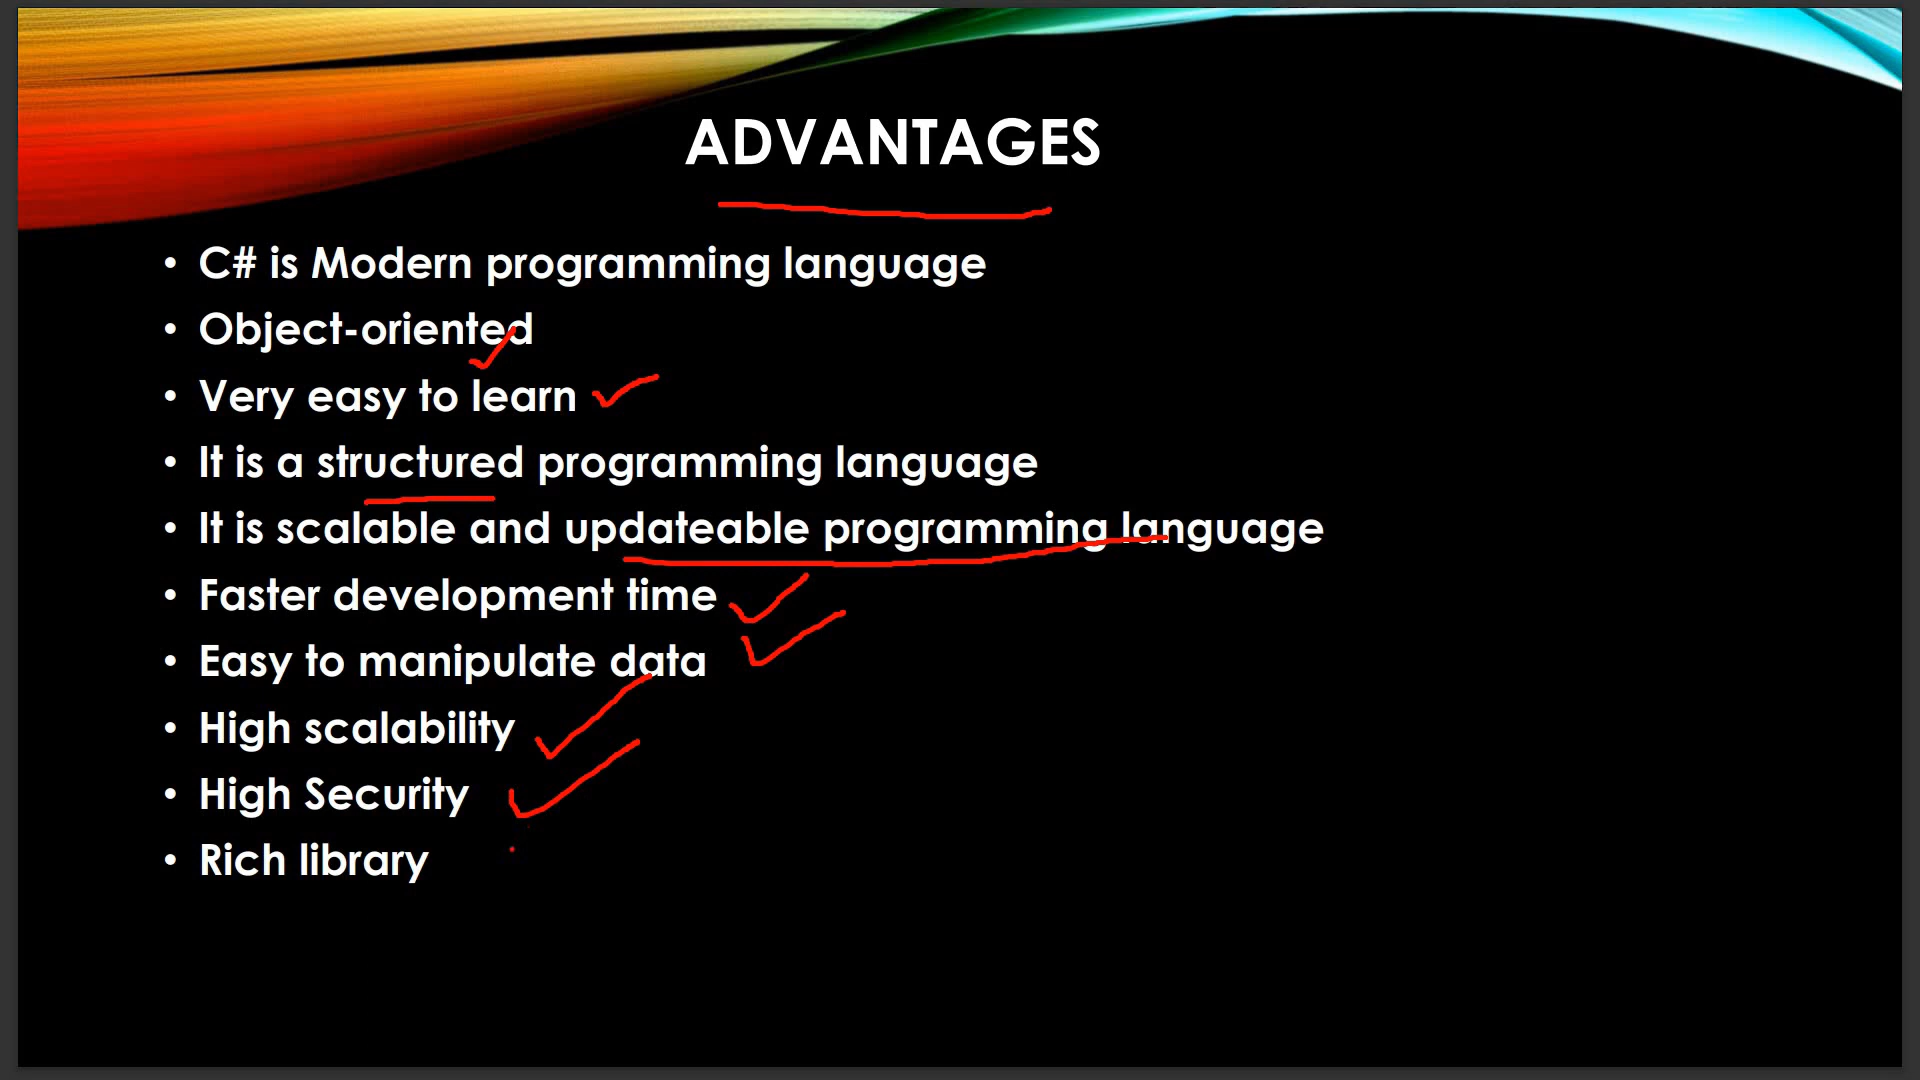 ADVANTAGES
• C# is Modern programming language
• Object-oriented
• Very easy to learn
• It is a structured programming language
• It is scalable and updateable programming language
• Faster development time
• Easy to manipulate data
• High scalability
• High Security
• Rich library